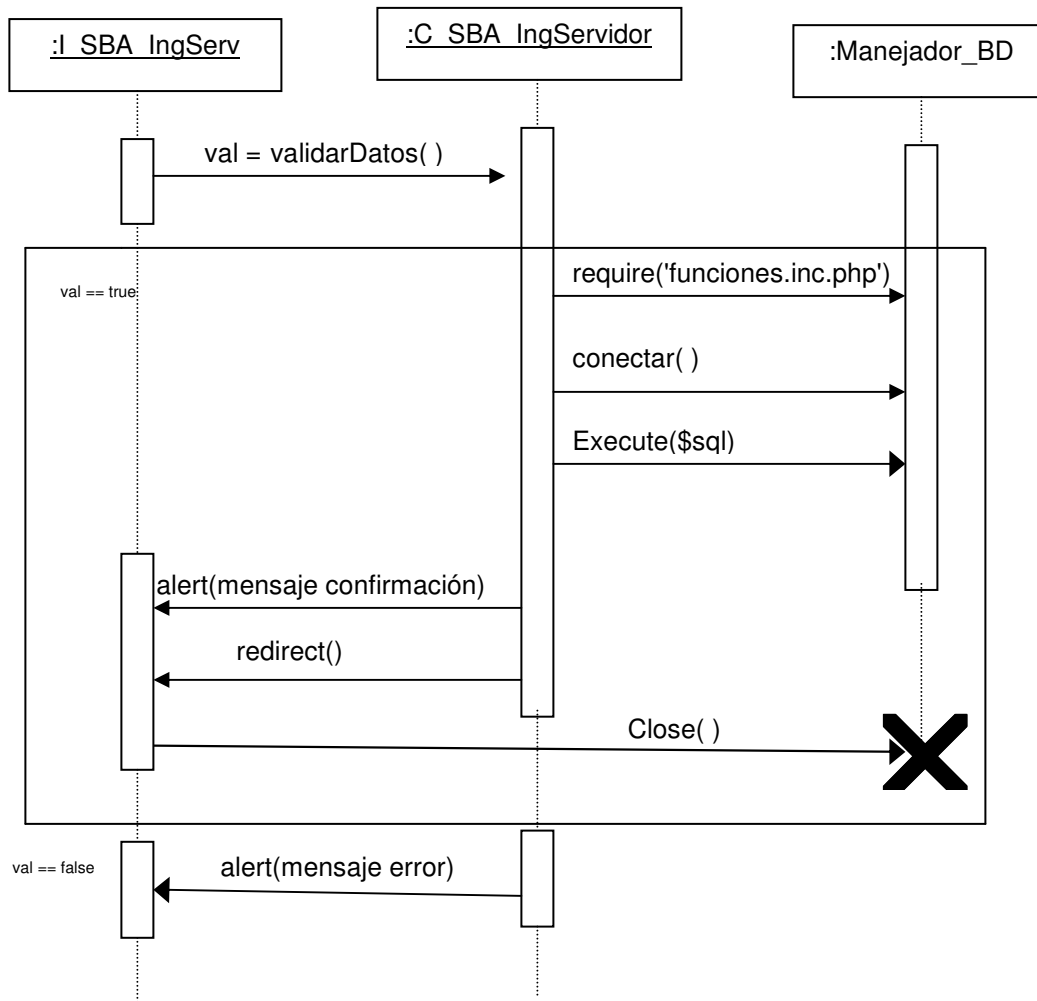 :I_SBA_IngServ
:C_SBA_IngServidor
:Manejador_BD
val = validarDatos( )
val == true
require('funciones.inc.php')
conectar( )
Execute($sql)
alert(mensaje confirmación)
redirect()
Close( )
val == false
alert(mensaje error)